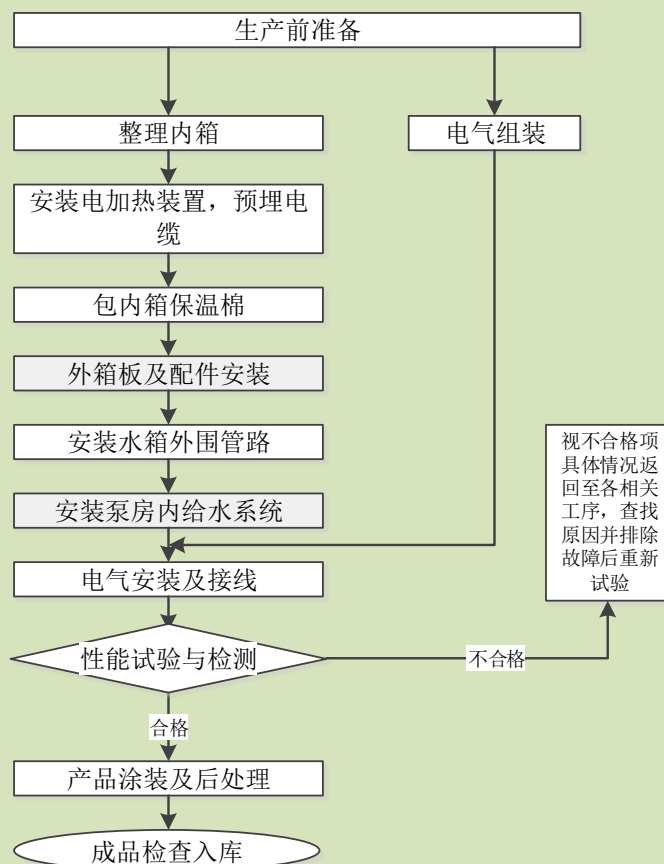 生产前准备
整理内箱
电气组装
安装电加热装置，预埋电
缆
包内箱保温棉
外箱板及配件安装
安装水箱外围管路
安装泵房内给水系统
电气安装及接线
视不合格项
具体情况返
回至各相关
工序，查找
原因并排除
故障后重新
试验
性能试验与检测
不合格
合格
产品涂装及后处理
成品检查入库